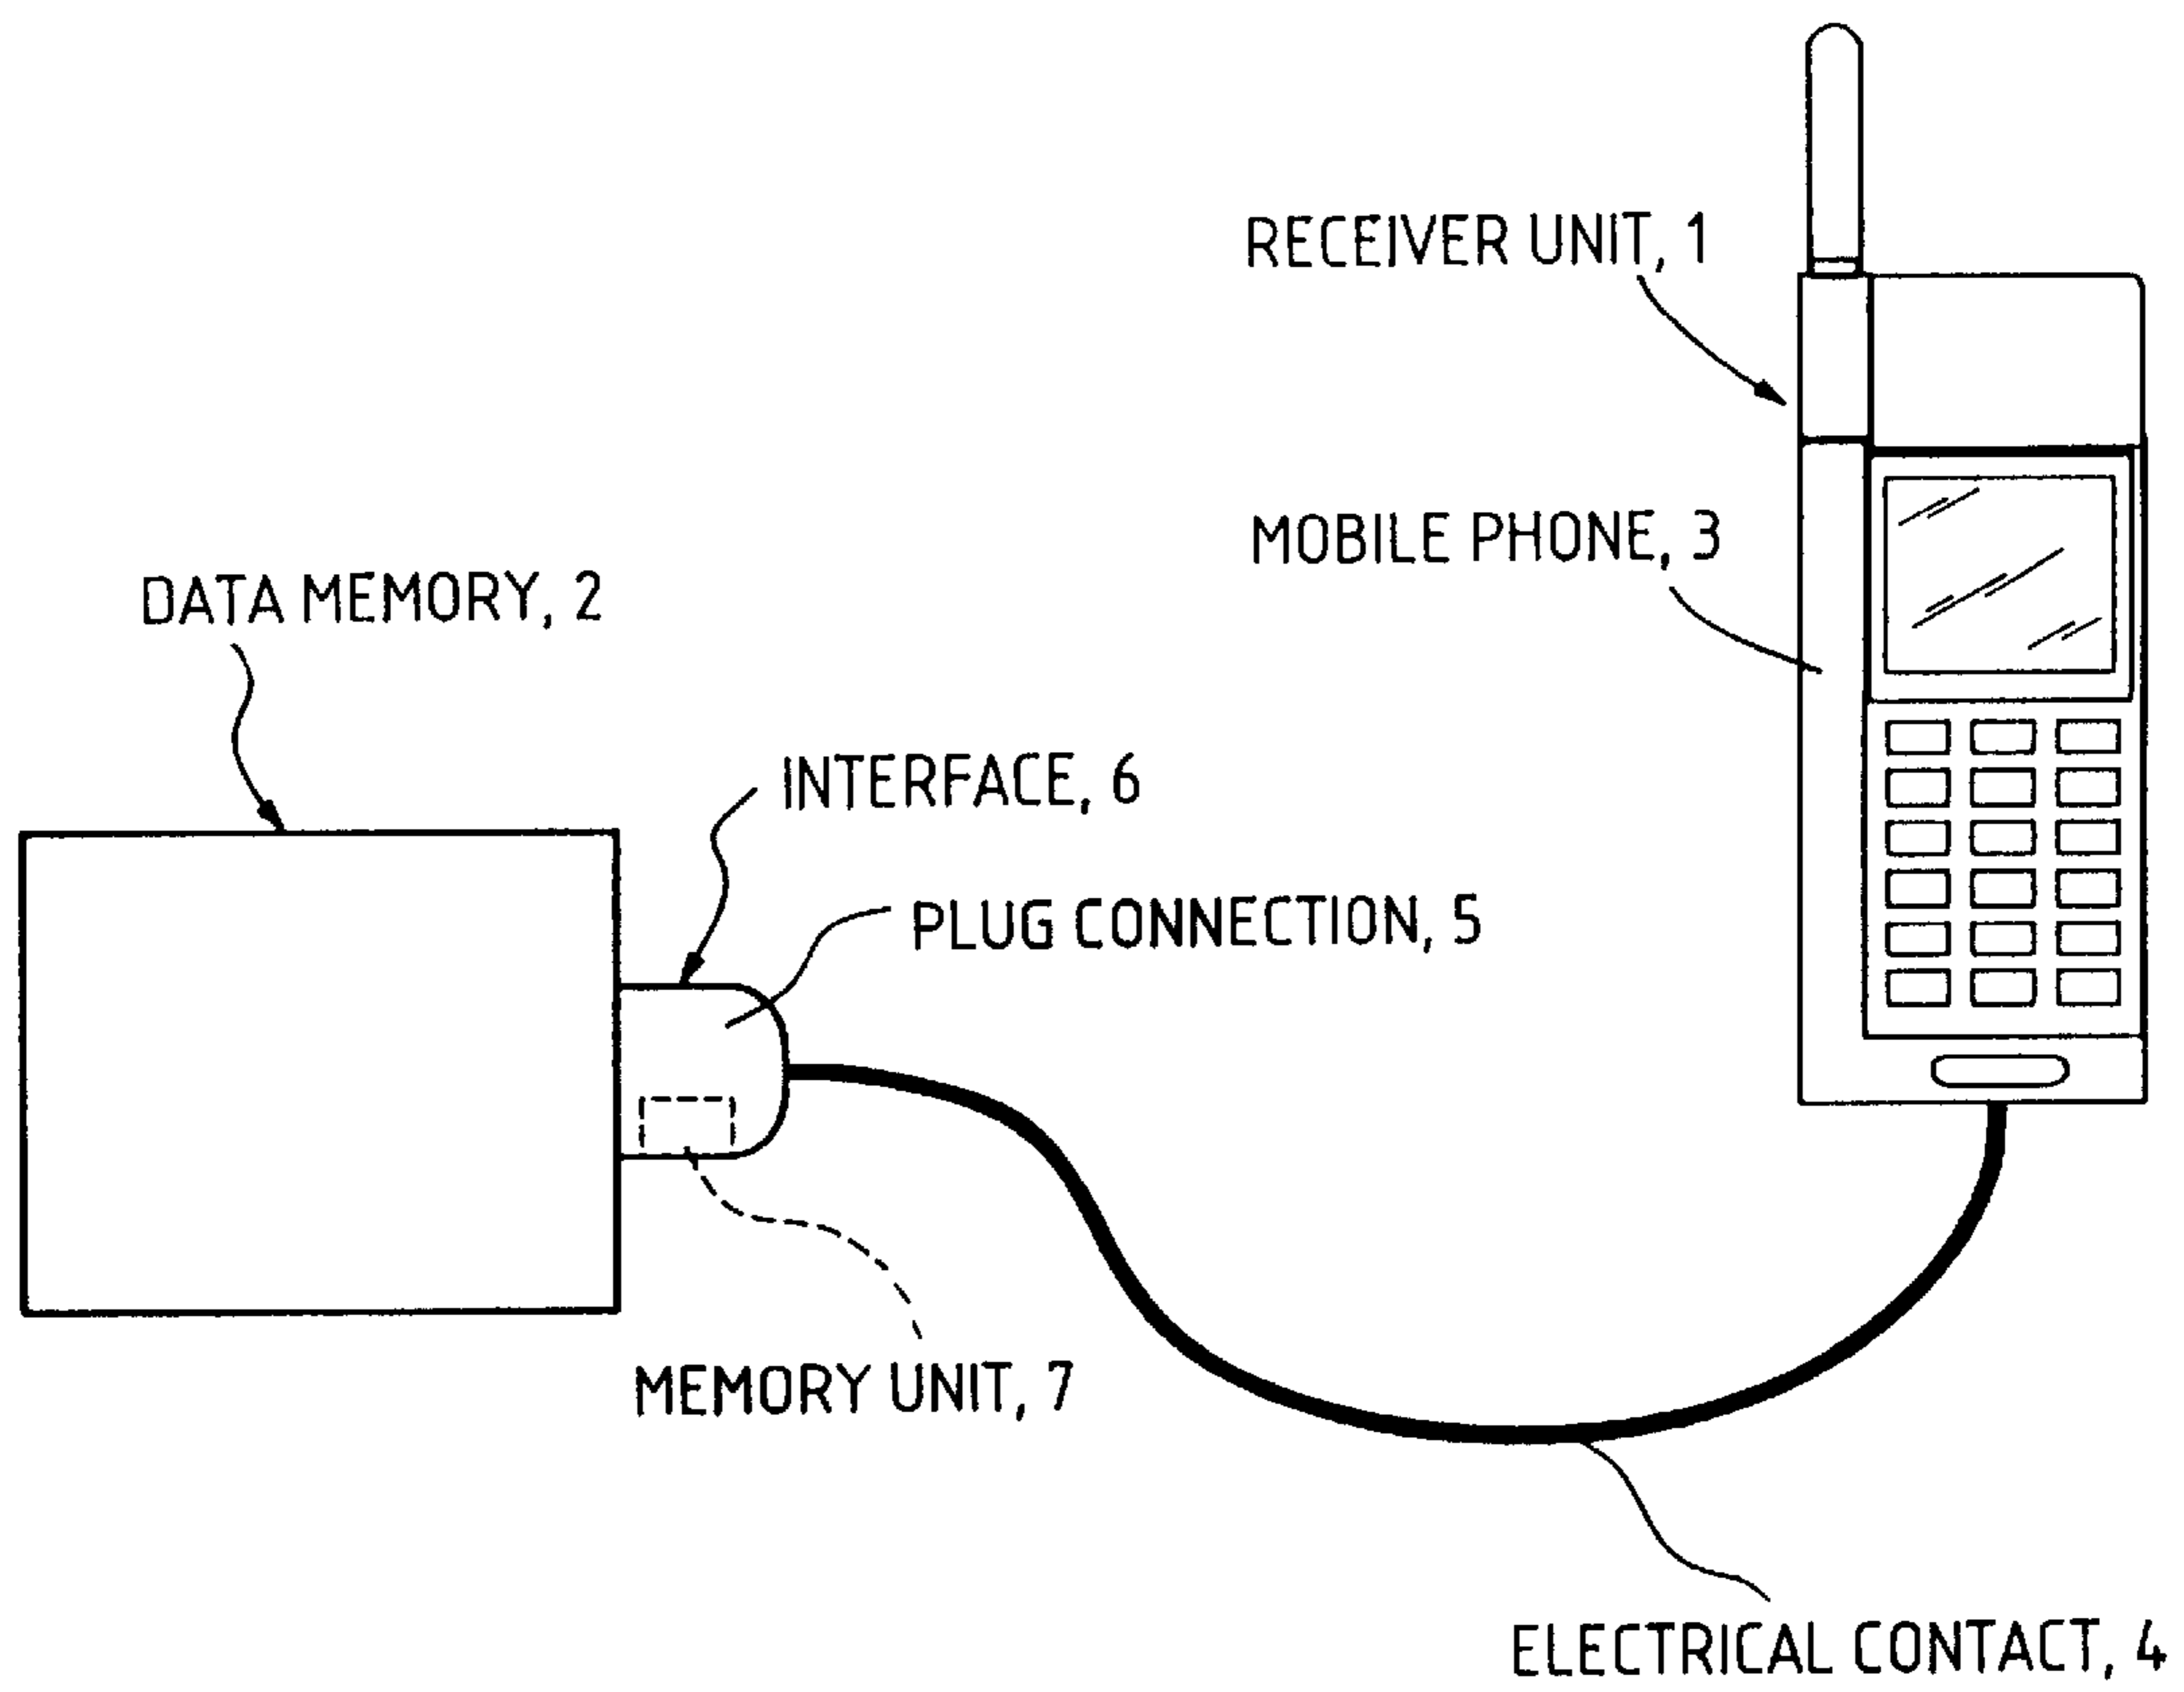 RECEIVER UNIT, 1
MOBILE PHONE, 3
DATA MEMORY, 2
INTERFACE, 6
PLUG CONNECTION, 5
MEMORY UNIT, 7
ELECTRICAL CONTACT, 4